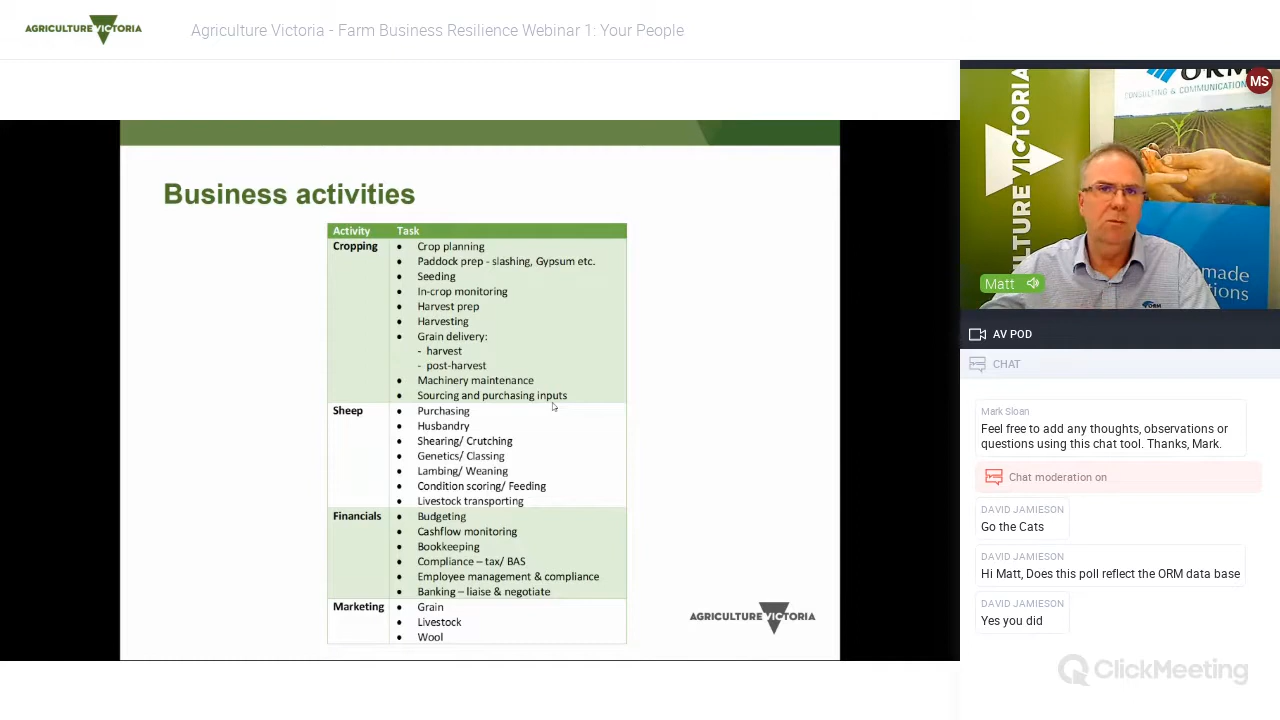 AGRICULTURE VICTORIA
Agriculture Victoria - Farm Business Resilience Webinar 1: Your People
Business activities
Activity Task
Cropping
• Crop planning
• Paddock prep - slashing, Gypsum etc.
• Seeding
• In-crop monitoring
• Harvest prep
• Harvesting
• Grain delivery:
- harvest
- post-harvest
• Machinery maintenance
• Sourcing and purchasing inputs
Sheep
• Purchasing
• Husbandry
• Shearing/ Crutching
• Genetics/ Classing
• Lambing/ Weaning
• Condition scoring/ Feeding
• Livestock transporting
Financials
• Budgeting
• Cashflow monitoring
• Bookkeeping
• Compliance – tax/ BAS
• Employee management & compliance
• Banking – liaise & negotiate
Marketing
• Grain
• Livestock
• Wool
AGRICULTURE VICTORIA
ULTURE VICTORIA
ORM
CONSULTING & COMMUNICATION
MS
made
Matt
ORM
AV POD
CHAT
Mark Sloan
Feel free to add any thoughts, observations or
questions using this chat tool. Thanks, Mark.
Chat moderation on
DAVID JAMIESON
Go the Cats
DAVID JAMIESON
Hi Matt, Does this poll reflect the ORM data base
DAVID JAMIESON
Yes you did
ClickMeeting